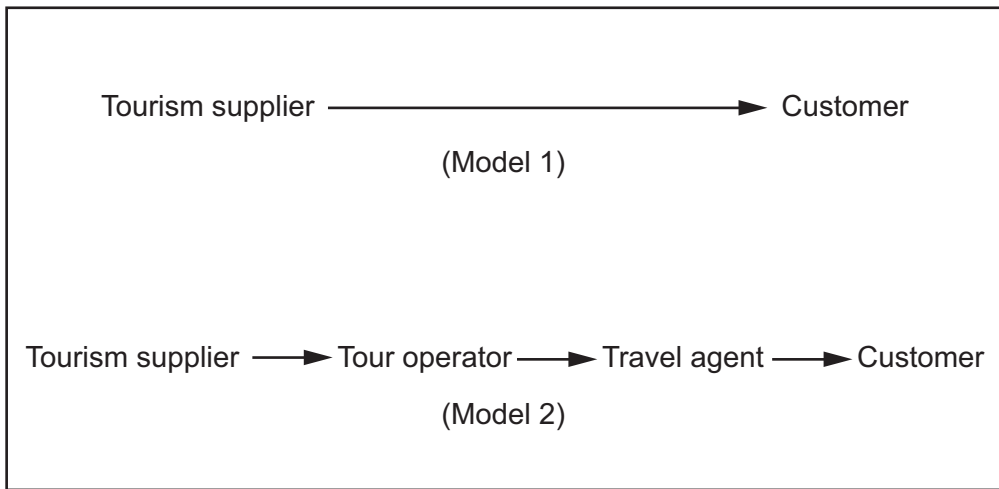 Tourism supplier Customer
(Model 1)
Tourism supplier Tour operator Travel agent Customer
(Model 2)